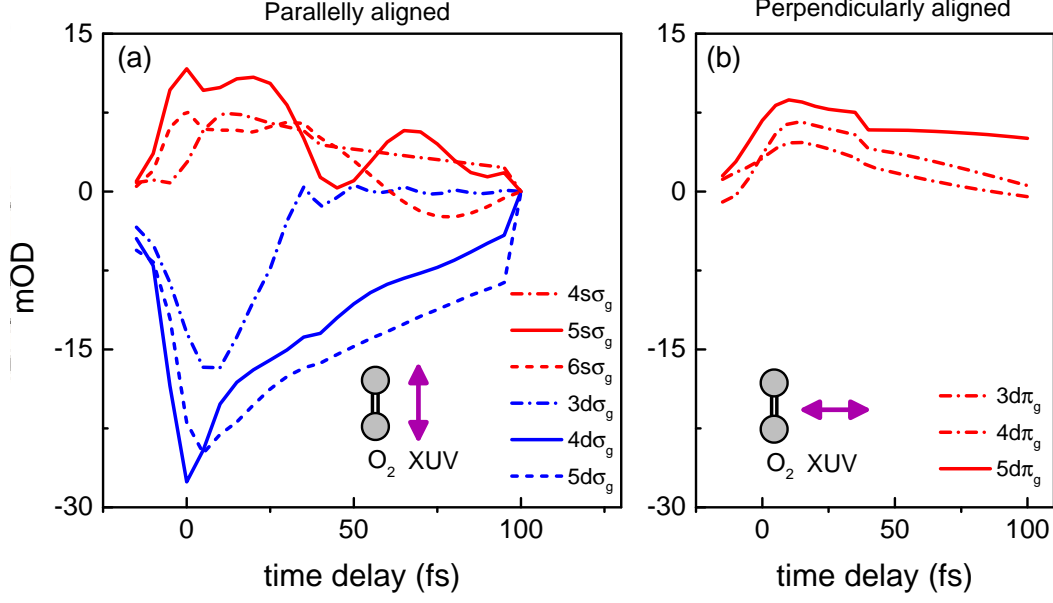 Parallelly aligned
Perpendicularly aligned
(a)
(b)
15
0
-15
-30
mOD
0
50
100
time delay (fs)
4sσg
5sσg
6sσg
3dσg
4dσg
5dσg
O2 XUV
15
0
-15
-30
0
50
100
time delay (fs)
3dπg
4dπg
5dπg
O2 XUV